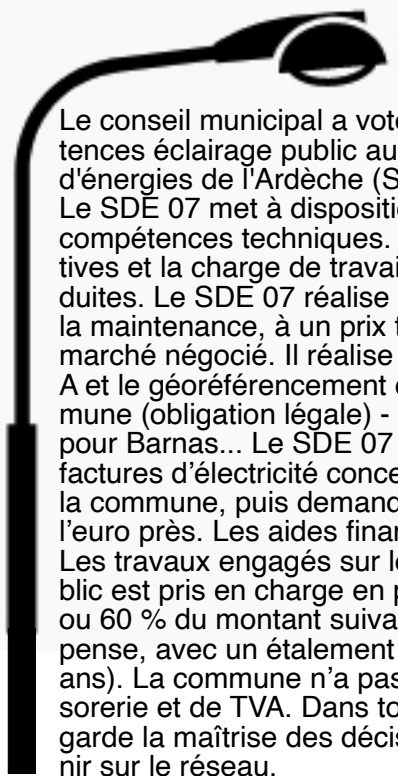 Le conseil municipal a voté
tences éclairage public au
d'énergies de l'Ardèche (S
Le SDE 07 met à dispositi
compétences techniques.
tives et la charge de travai
duites. Le SDE 07 réalise
la maintenance, à un prix t
marché négocié. Il réalise
A et le géoréférencement
mune (obligation légale) -
pour Barnas... Le SDE 07
factures d’électricité conce
la commune, puis demand
l’euro près. Les aides finan
Les travaux engagés sur le
blic est pris en charge en p
ou 60 % du montant suiva
pense, avec un étalement
ans). La commune n’a pas
sorerie et de TVA. Dans to
garde la maîtrise des décis
nir sur le réseau.